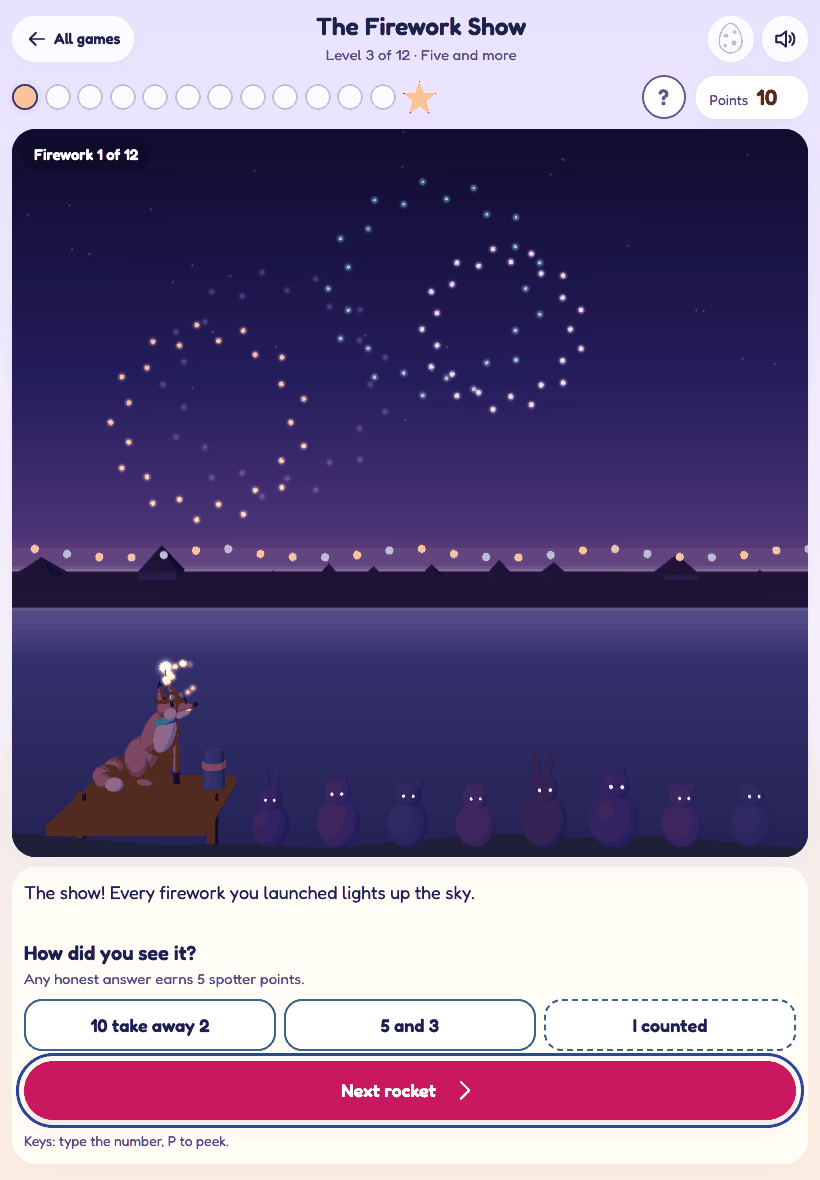 All games
The Firework Show
Level 3 of 12 · Five and more
?
Points 10
Firework 1 of 12
The show! Every firework you launched lights up the sky.
How did you see it?
Any honest answer earns 5 spotter points.
10 take away 2
5 and 3
I counted
Next rocket
Keys: type the number, P to peek.